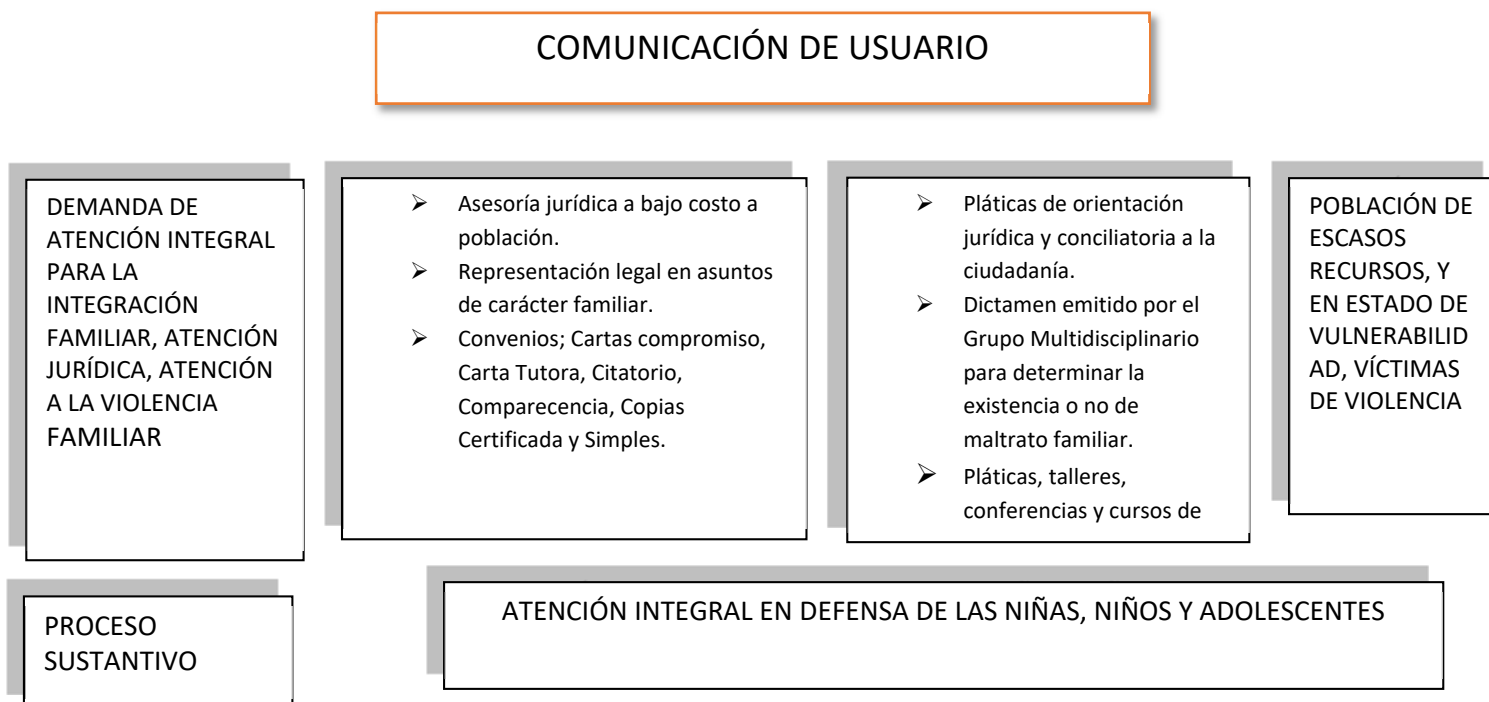 COMUNICACIÓN DE USUARIO
DEMANDA DE
ATENCIÓN INTEGRAL
PARA LA
INTEGRACIÓN
FAMILIAR, ATENCIÓN
JURÍDICA, ATENCIÓN
A LA VIOLENCIA
FAMILIAR
➢ Asesoría jurídica a bajo costo a
población.
➢ Representación legal en asuntos
de carácter familiar.
➢ Convenios; Cartas compromiso,
Carta Tutora, Citatorio,
Comparecencia, Copias
Certificada y Simples.
➢ Pláticas de orientación
jurídica y conciliatoria a la
ciudadanía.
➢ Dictamen emitido por el
Grupo Multidisciplinario
para determinar la
existencia o no de
maltrato familiar.
➢ Pláticas, talleres,
conferencias y cursos de
POBLACIÓN DE
ESCASOS
RECURSOS, Y
EN ESTADO DE
VULNERABILID
AD, VÍCTIMAS
DE VIOLENCIA
PROCESO
SUSTANTIVO
ATENCIÓN INTEGRAL EN DEFENSA DE LAS NIÑAS, NIÑOS Y ADOLESCENTES